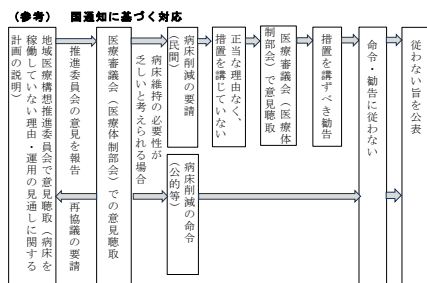 （参考）　国通知に基づく対応
地域医療構想推進委員会で意見聴取（病床を
稼働していない理由・運用の見通しに関する
計画の説明）
推進委員会の意見を報告
再協議の要請
医療審議会（医療体制部会）での意見聴取
病床維持の必要性が
乏しいと考えられる場合
病床削減の要請
（民間）
病床削減の命令
（公的等）
正当な理由なく、
措置を講じていない
医療審議会（医療体
制部会）で意見聴取
措置を講ずべき勧告
命令・勧告に従わない
従わない旨を公表